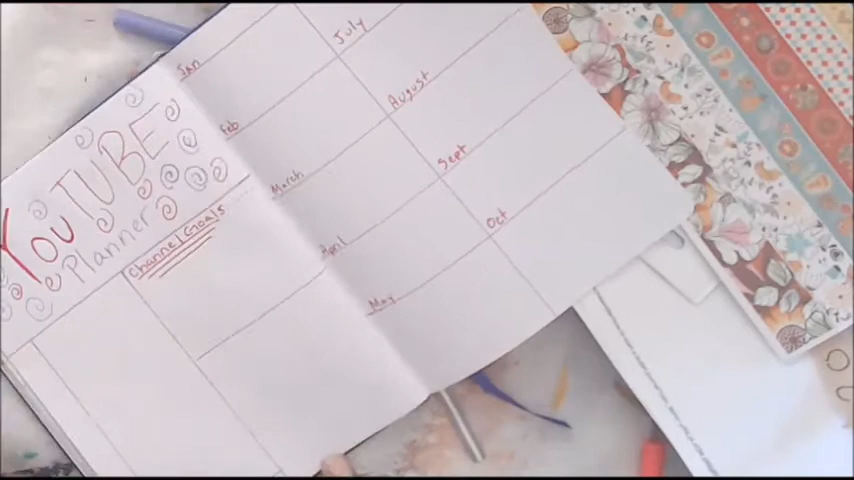 YOUTUBE
Planner
Channel Goals
Jan
Feb
March
April
May
July
August
Sept
Oct